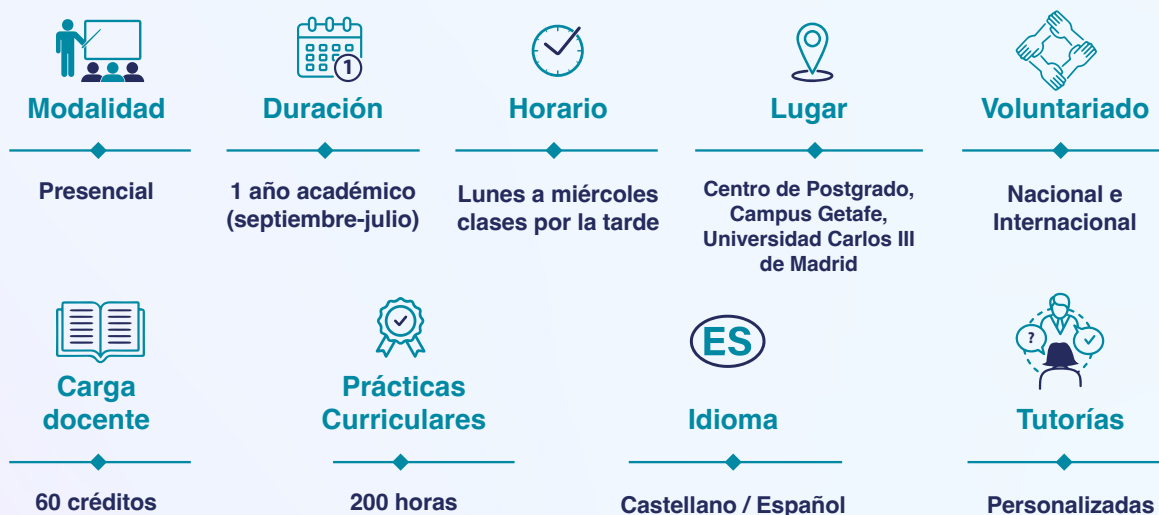 1
Modalidad
Duración
Horario
Lugar
Voluntariado
Presencial
1 año académico
(septiembre-julio)
Lunes a miércoles
clases por la tarde
Centro de Postgrado,
Campus Getafe,
Universidad Carlos III
de Madrid
Nacional e
Internacional
ES
?
Carga
docente
Prácticas
Curriculares
Idioma
Tutorías
60 créditos
200 horas
Castellano / Español
Personalizadas